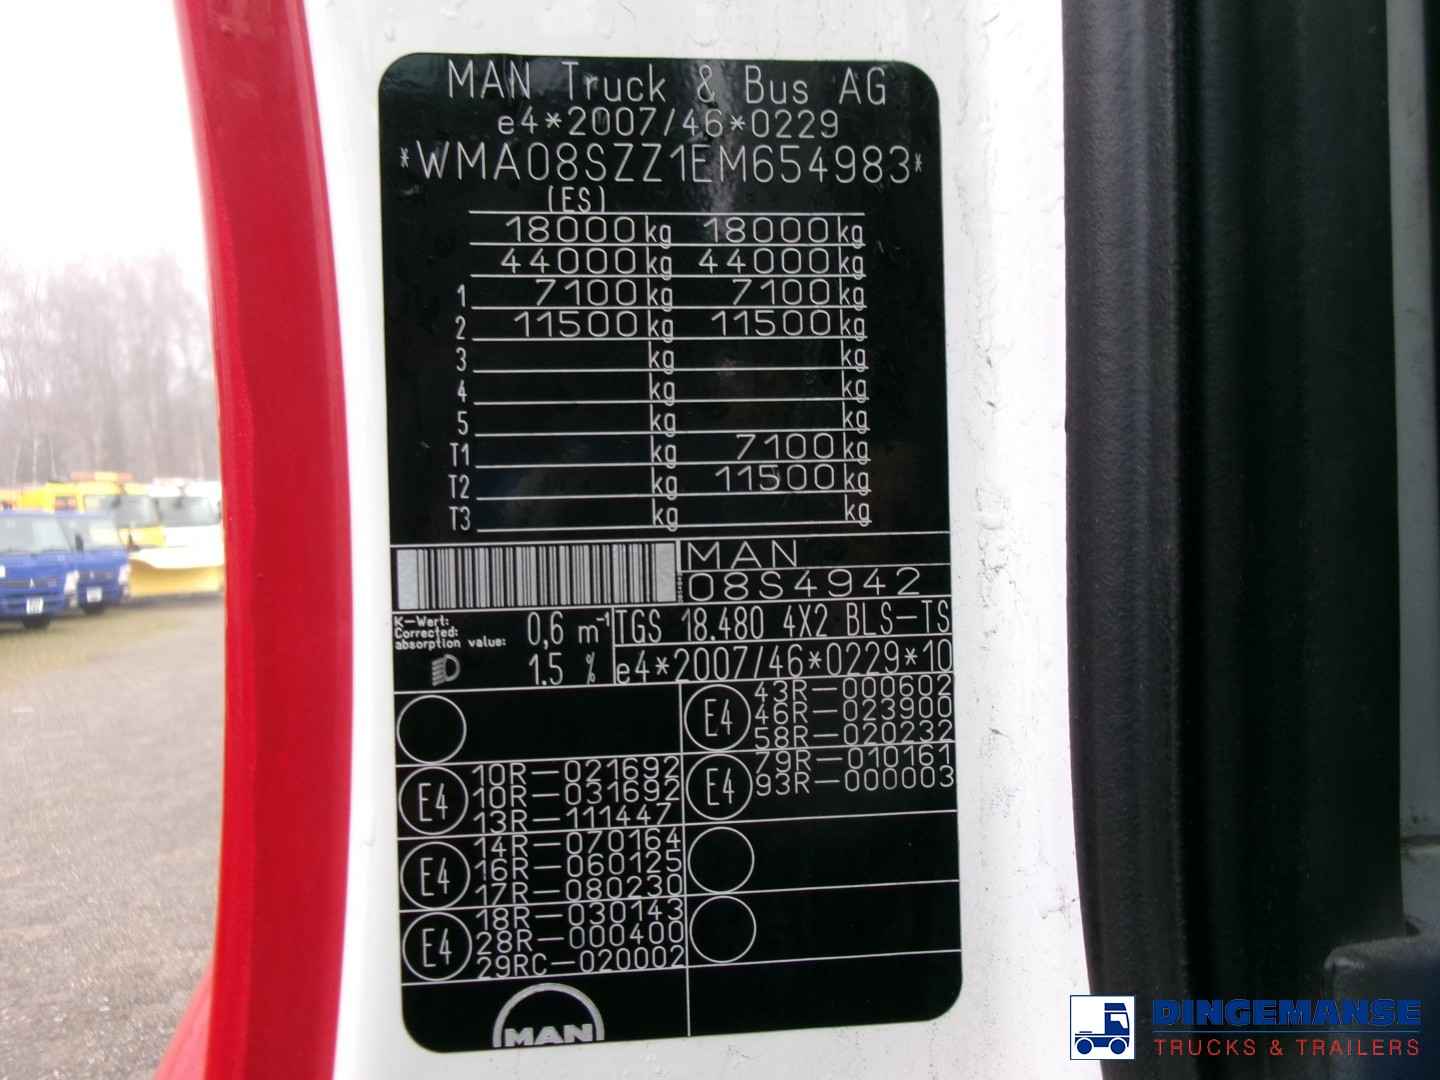 MAN Truck & Bus AG
e4*2007/46*0229
*WMA08SZZ1EM654983*
(ES)
18000 kg 18000 kg
44000 kg 44000 kg
1 7100 kg 7100 kg
2 11500 kg 11500 kg
3 kg kg
4 kg kg
5 kg kg
T1 kg 7100 kg
T2 kg 11500 kg
T3 kg kg
MAN
08S4942
K-Wert:
Corrected:
absorption value: 0,6 m⁻¹
1.5 %
TGS 18.480 4X2 BLS-TS
e4*2007/46*0229*10
E4 43R-000602
46R-023900
58R-020232
E4 79R-010161
93R-000003
E4 10R-021692
10R-031692
13R-111447
E4 14R-070164
16R-060125
17R-080230
E4 18R-030143
28R-000400
29RC-020002
MAN
DINGEMANSE
TRUCKS & TRAILERS